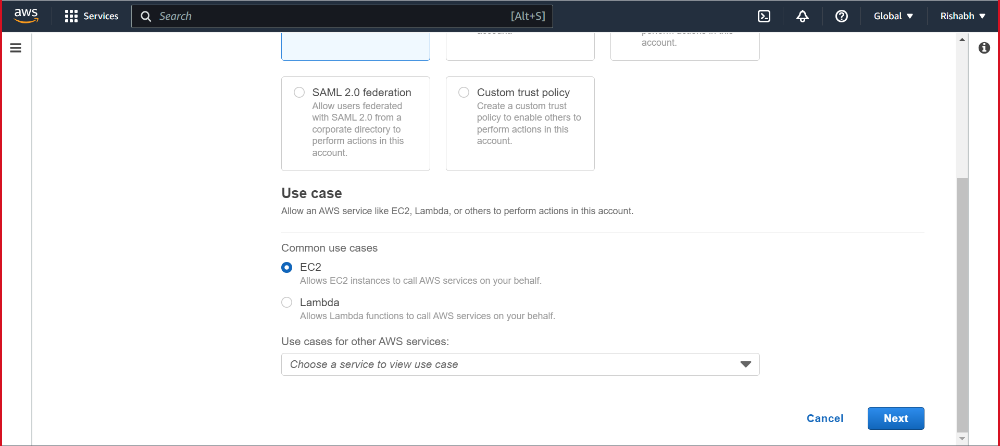 aws
Services
Search
[Alt+S]
Global
Rishabh
account.
perform actions in this
account.
SAML 2.0 federation
Allow users federated
with SAML 2.0 from a
corporate directory to
perform actions in this
account.
Custom trust policy
Create a custom trust
policy to enable others to
perform actions in this
account.
Use case
Allow an AWS service like EC2, Lambda, or others to perform actions in this account.
Common use cases
EC2
Allows EC2 instances to call AWS services on your behalf.
Lambda
Allows Lambda functions to call AWS services on your behalf.
Use cases for other AWS services:
Choose a service to view use case
Cancel
Next